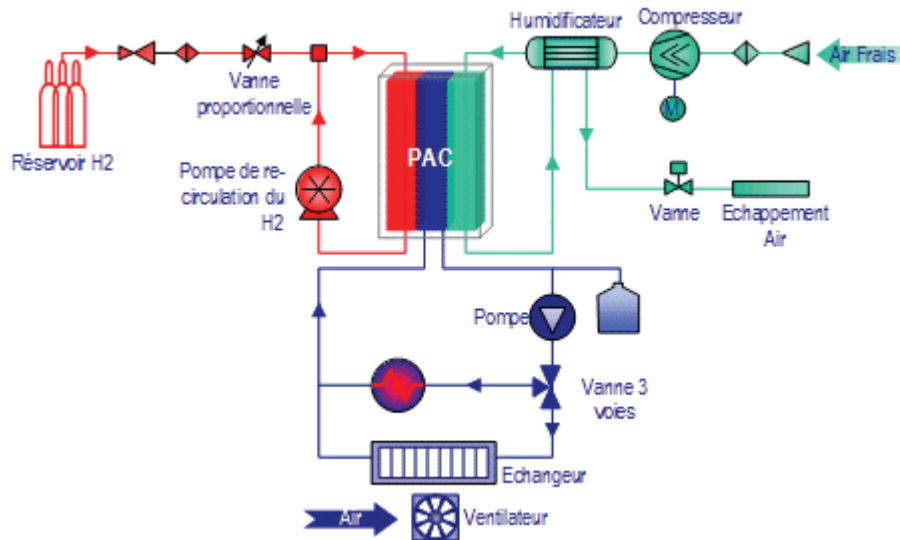 Humidificateur
Compresseur
Air Frais
Vanne
proportionnelle
Réservoir H2
PAC
M
Pompe de re-
circulation du
H2
Vanne
Echappement
Air
Pompe
Vanne 3
voies
Echangeur
Air
Ventilateur